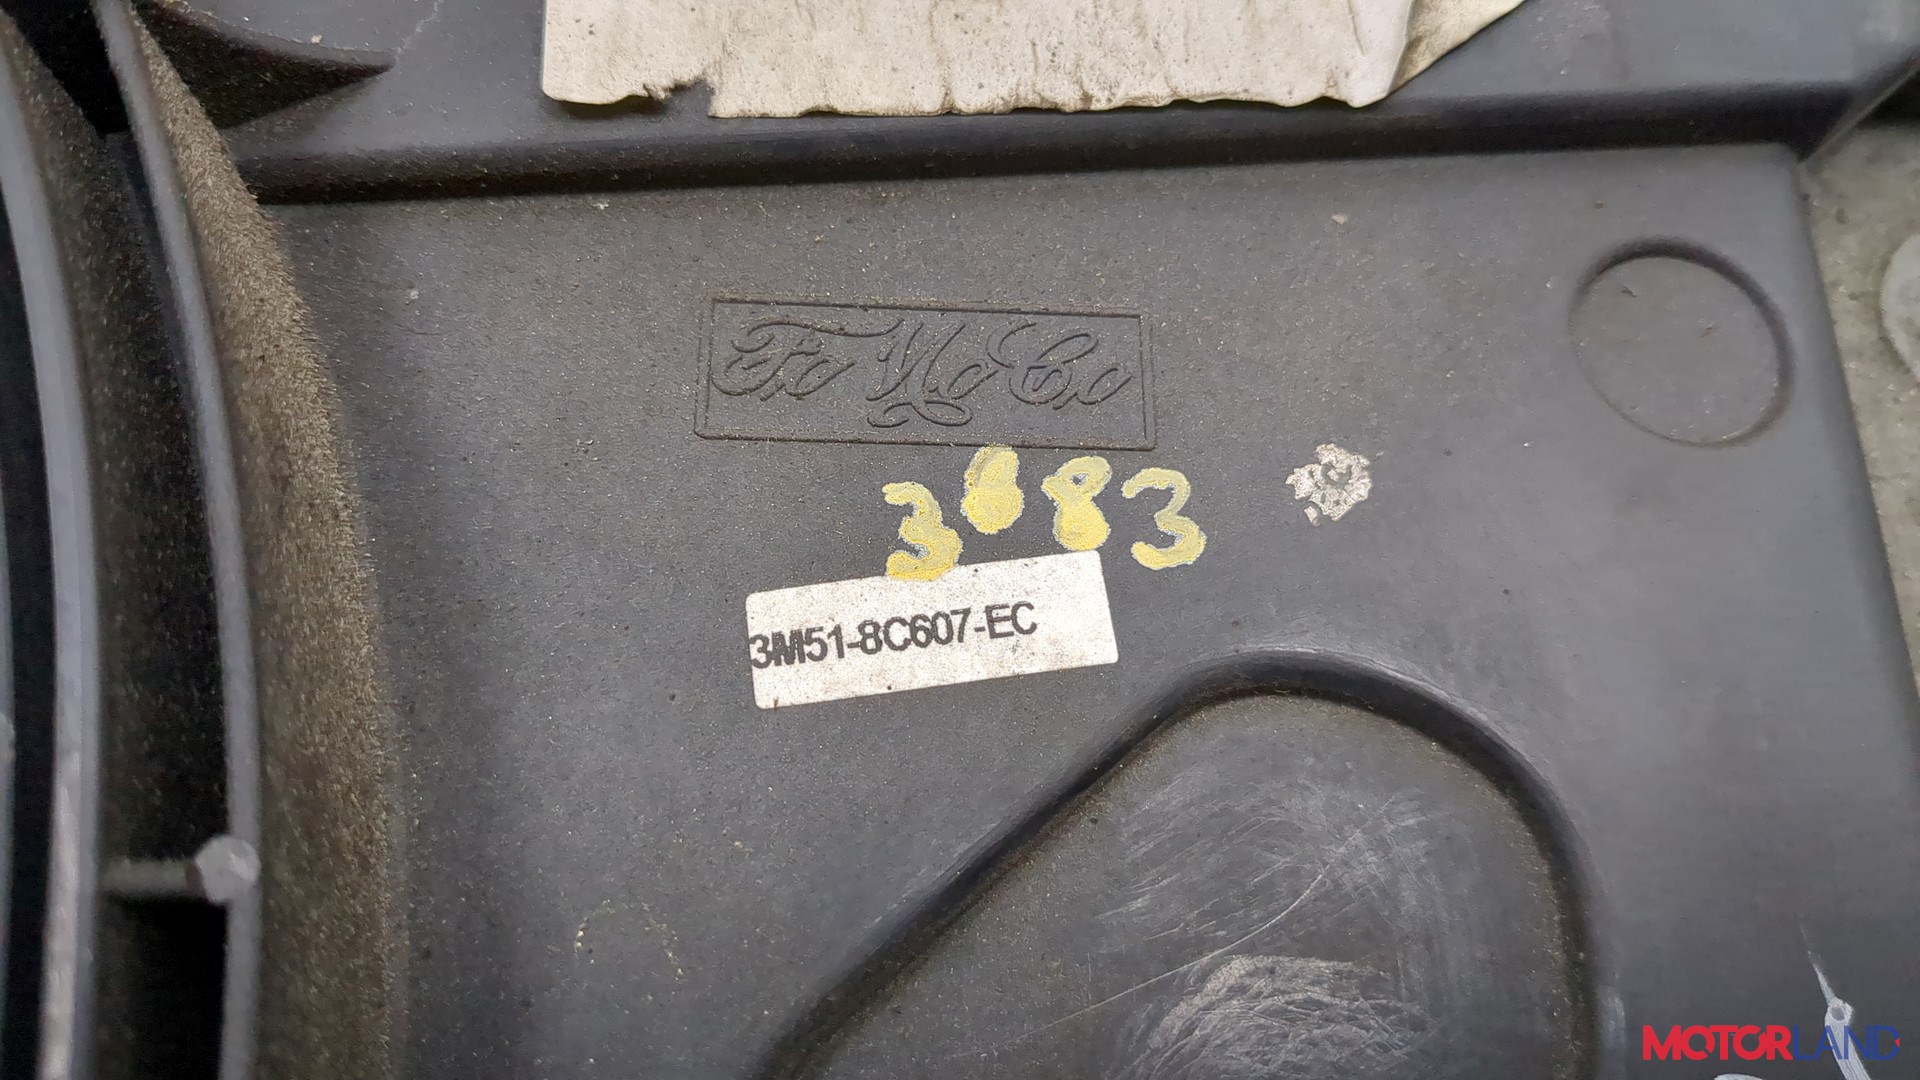 FoMoCo
3683
3M51-8C607-EC
MOTORLAND